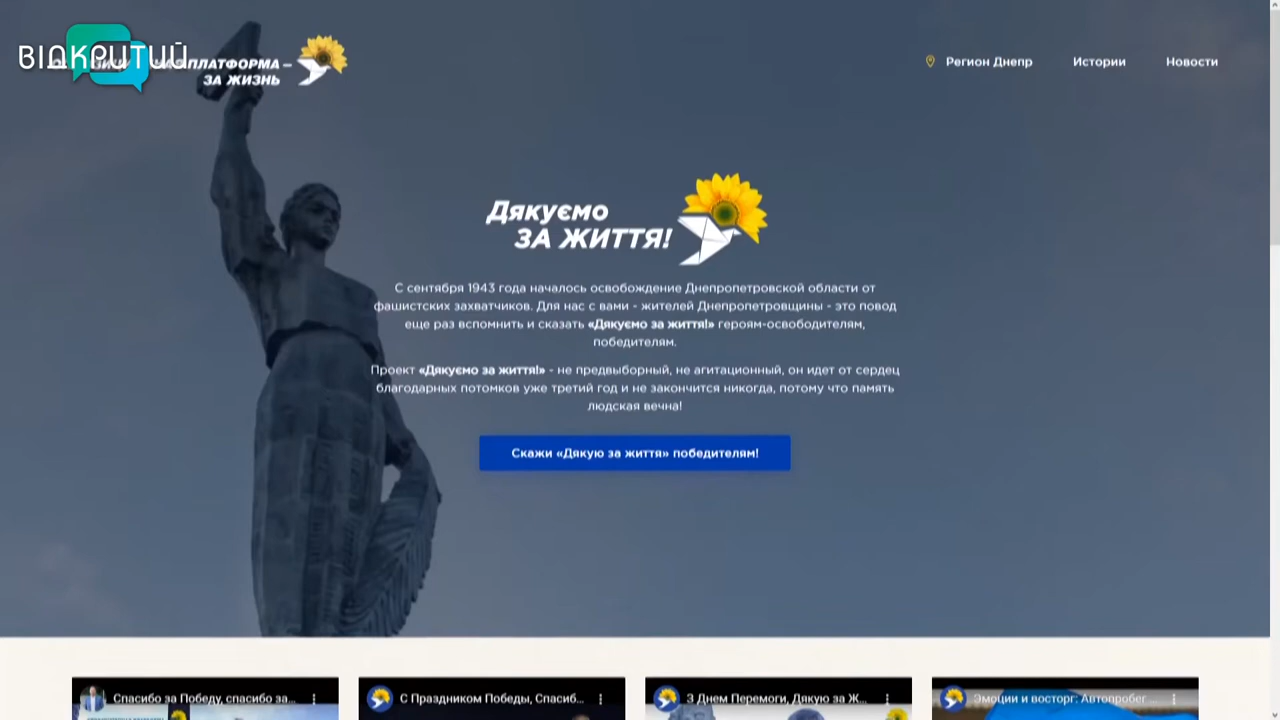 ВІДКРИТИЙ
ПЛАТФОРМА –
ЗА ЖИЗНЬ
Регион Днепр
Истории
Новости
Дякуємо
ЗА ЖИТТЯ!
С сентября 1943 года началось освобождение Днепропетровской области от
фашистских захватчиков. Для нас с вами - жителей Днепропетровщины - это повод
еще раз вспомнить и сказать «Дякуємо за життя!» героям-освободителям,
победителям.
Проект «Дякуємо за життя!» - не предвыборный, не агитационный, он идет от сердец
благодарных потомков уже третий год и не закончится никогда, потому что память
людская вечна!
Скажи «Дякую за життя» победителям!
Спасибо за Победу, спасибо за...
С Праздником Победы, Спасиб...
З Днем Перемоги, Дякую за Ж...
Эмоции и восторг: Автопробег ...